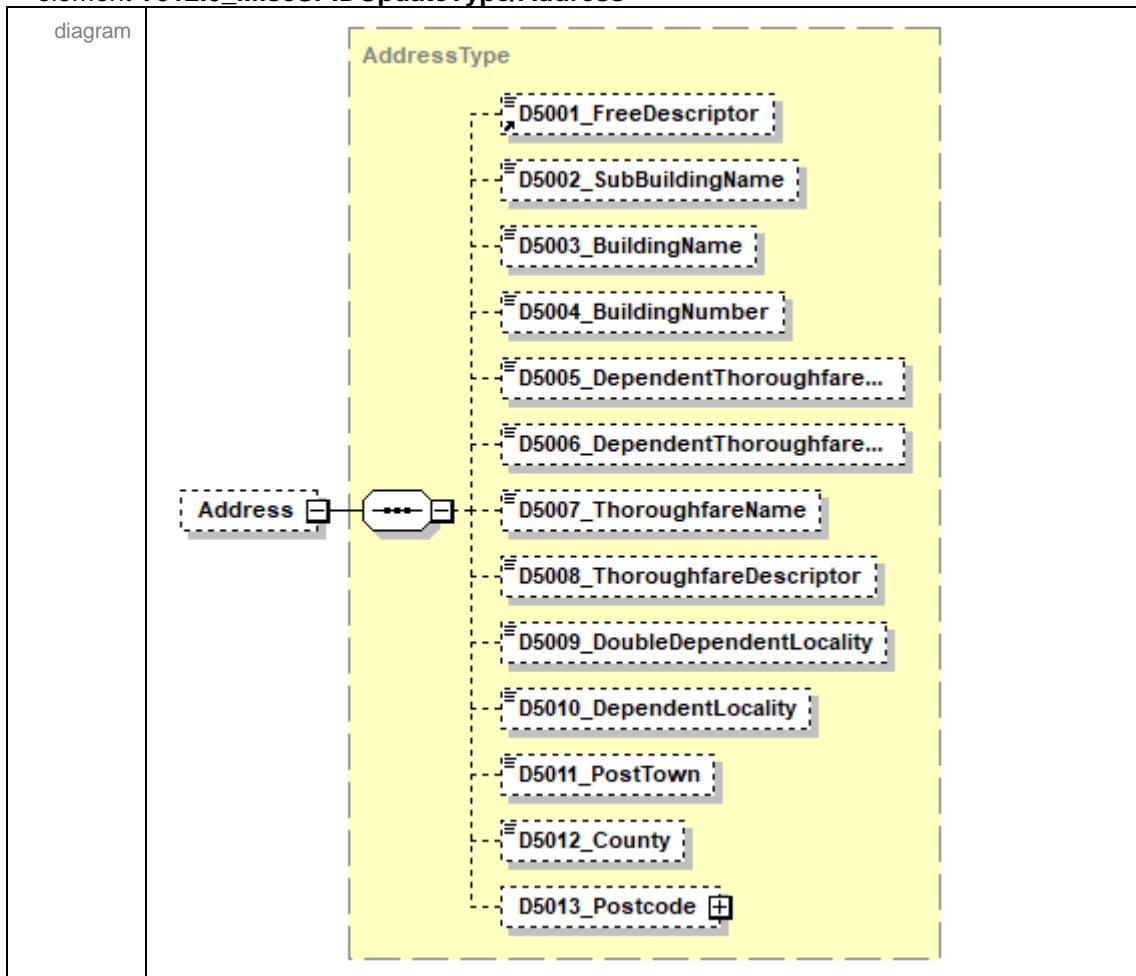 diagram
AddressType
D5001_FreeDescriptor
D5002_SubBuildingName
D5003_BuildingName
D5004_BuildingNumber
D5005_DependentThoroughfare...
D5006_DependentThoroughfare...
Address
D5007_ThoroughfareName
D5008_ThoroughfareDescriptor
D5009_DoubleDependentLocality
D5010_DependentLocality
D5011_PostTown
D5012_County
D5013_Postcode